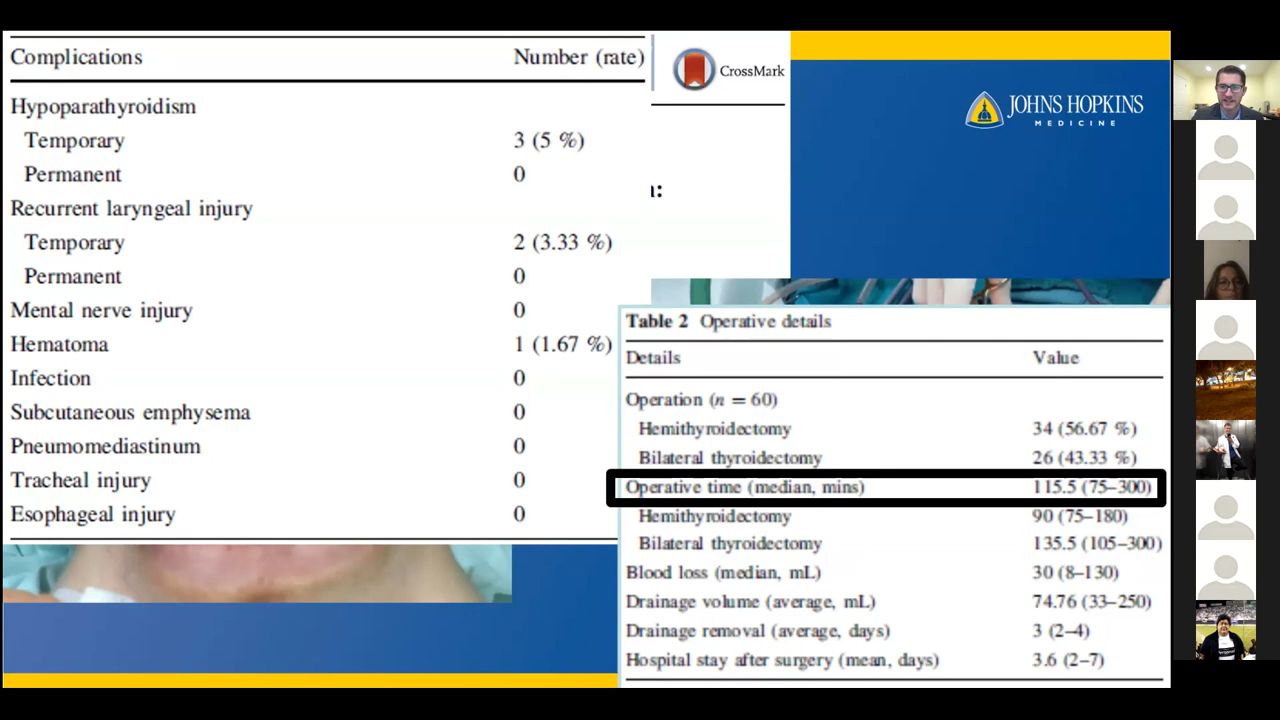 Complications Number (rate)
Hypoparathyroidism
Temporary 3 (5 %)
Permanent 0
Recurrent laryngeal injury
Temporary 2 (3.33 %)
Permanent 0
Mental nerve injury 0
Hematoma 1 (1.67 %)
Infection 0
Subcutaneous emphysema 0
Pneumomediastinum 0
Tracheal injury 0
Esophageal injury 0
CrossMark
JOHNS HOPKINS
MEDICINE
Table 2 Operative details
Details Value
Operation (n = 60)
Hemithyroidectomy 34 (56.67 %)
Bilateral thyroidectomy 26 (43.33 %)
Operative time (median, mins) 115.5 (75–300)
Hemithyroidectomy 90 (75–180)
Bilateral thyroidectomy 135.5 (105–300)
Blood loss (median, mL) 30 (8–130)
Drainage volume (average, mL) 74.76 (33–250)
Drainage removal (average, days) 3 (2–4)
Hospital stay after surgery (mean, days) 3.6 (2–7)